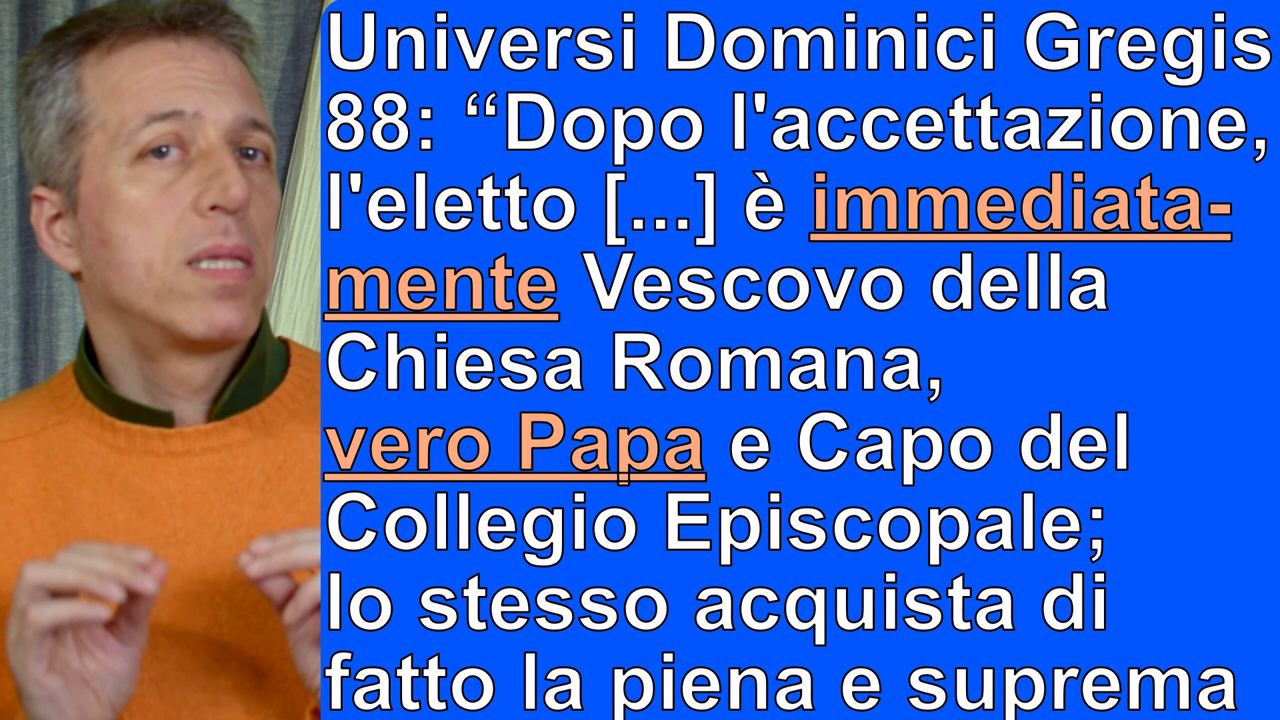 Universi Dominici Gregis
88: “Dopo l'accettazione,
l'eletto [...] è immediata-
mente Vescovo della
Chiesa Romana,
vero Papa e Capo del
Collegio Episcopale;
lo stesso acquista di
fatto la piena e suprema